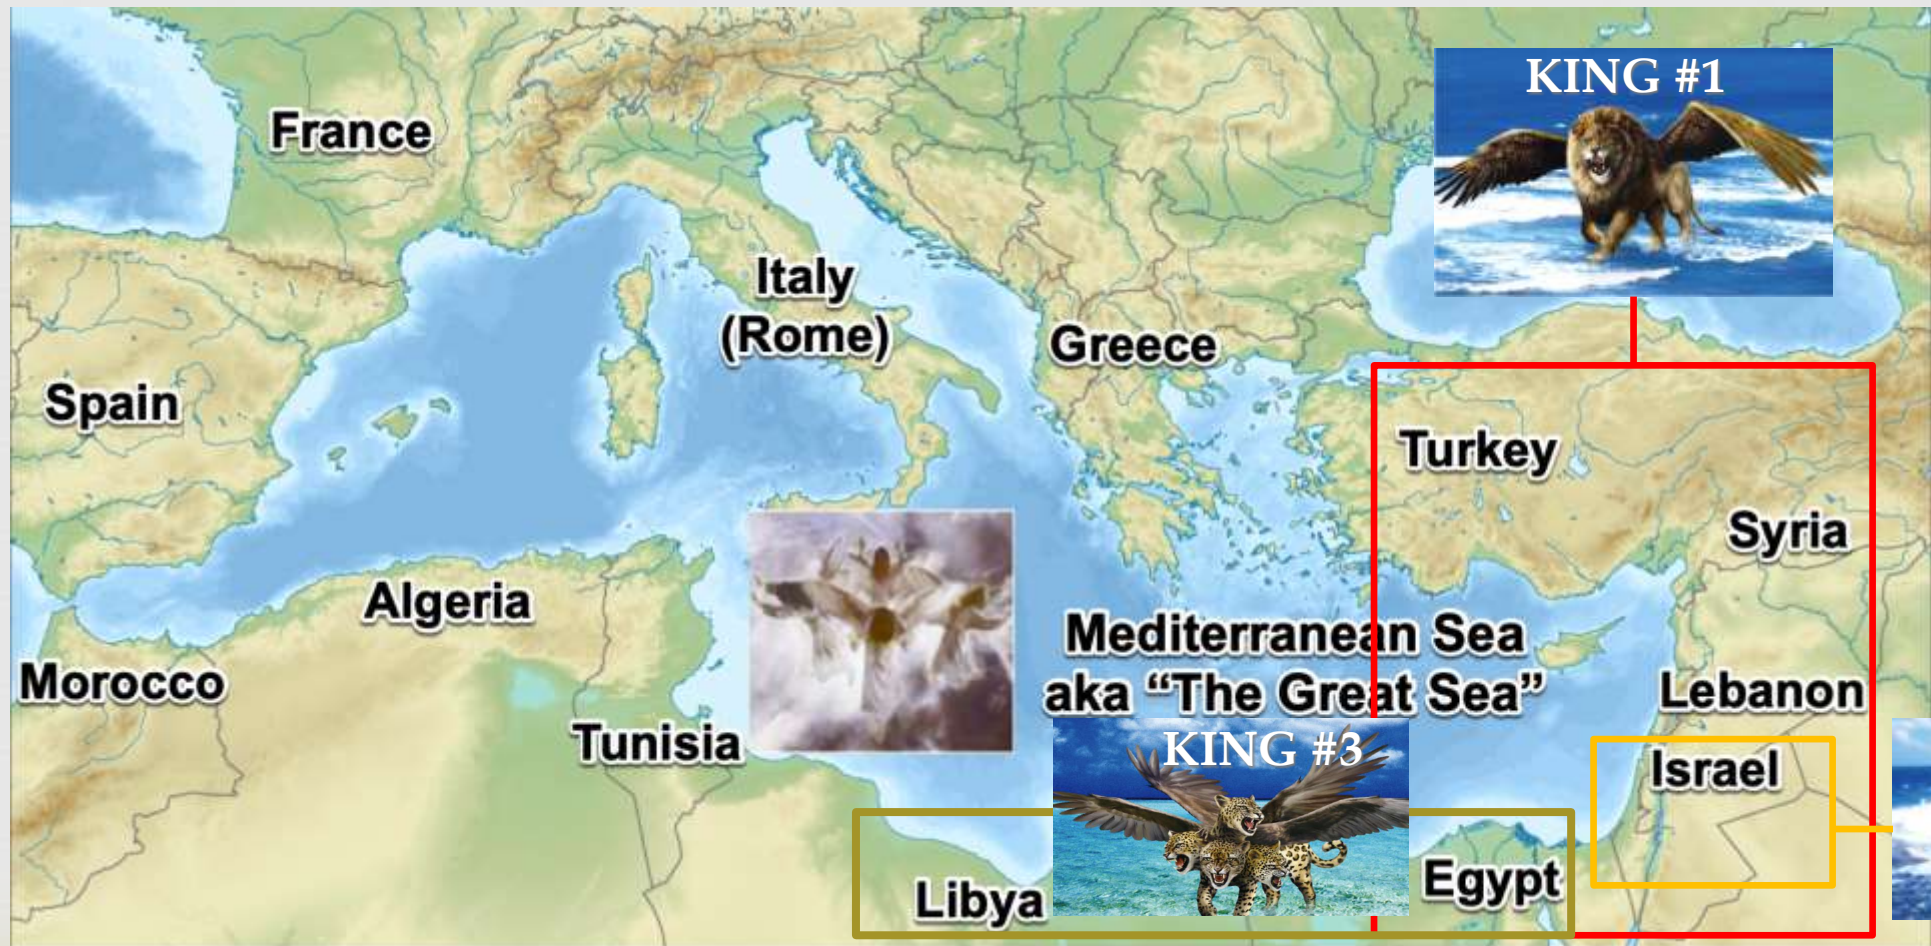 KING #1
France
Italy
(Rome)
Greece
Spain
Turkey
Syria
Algeria
Mediterranean Sea
aka “The Great Sea”
Morocco
Lebanon
Tunisia
KING #3
Israel
Egypt
Libya